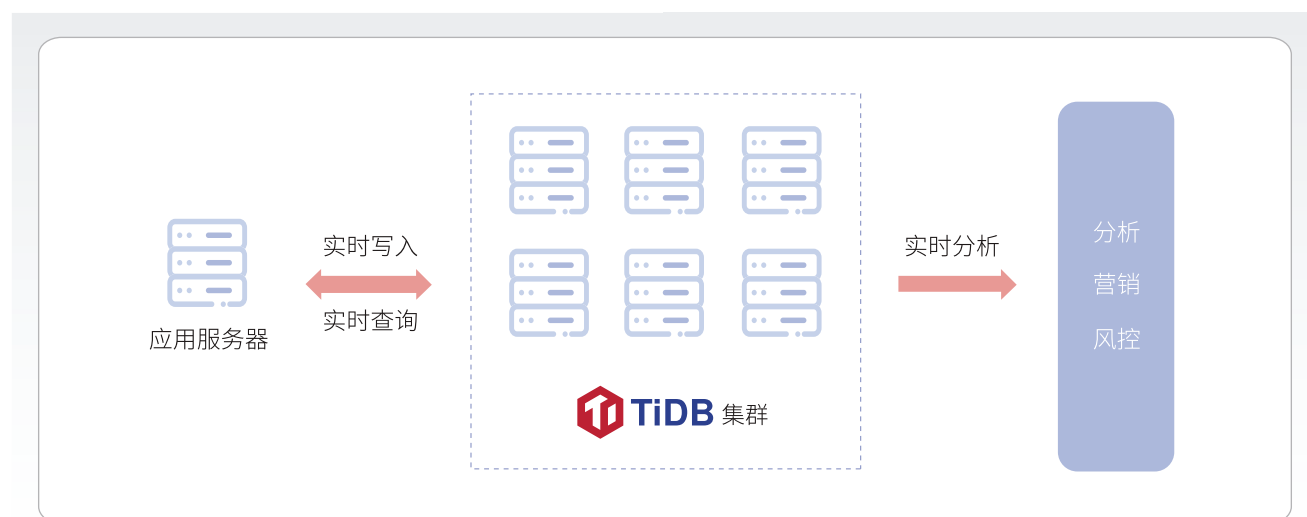 实时写入
实时查询
应用服务器
TiDB 集群
实时分析
分析
营销
风控